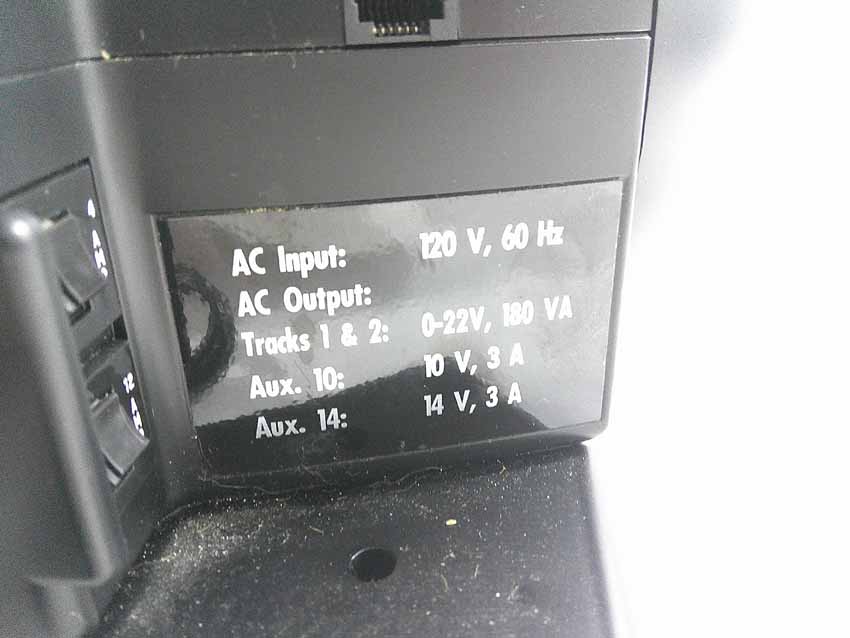 AC Input: 120 V, 60 Hz
AC Output:
Tracks 1 & 2: 0-22V, 180 VA
Aux. 10: 10 V, 3 A
Aux. 14: 14 V, 3 A